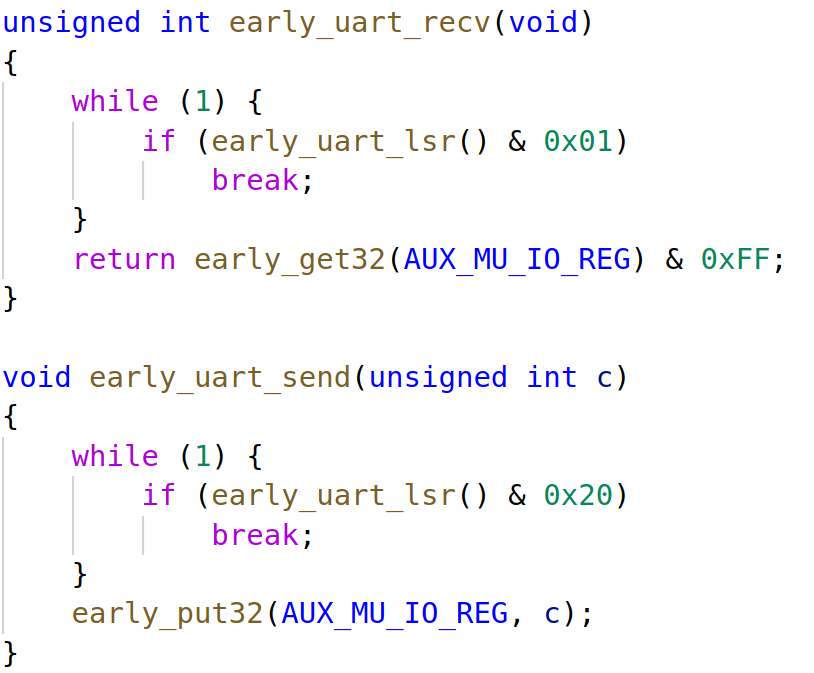 unsigned int early_uart_recv(void)
{
    while (1) {
        if (early_uart_lsr() & 0x01)
            break;
    }
    return early_get32(AUX_MU_IO_REG) & 0xFF;
}

void early_uart_send(unsigned int c)
{
    while (1) {
        if (early_uart_lsr() & 0x20)
            break;
    }
    early_put32(AUX_MU_IO_REG, c);
}